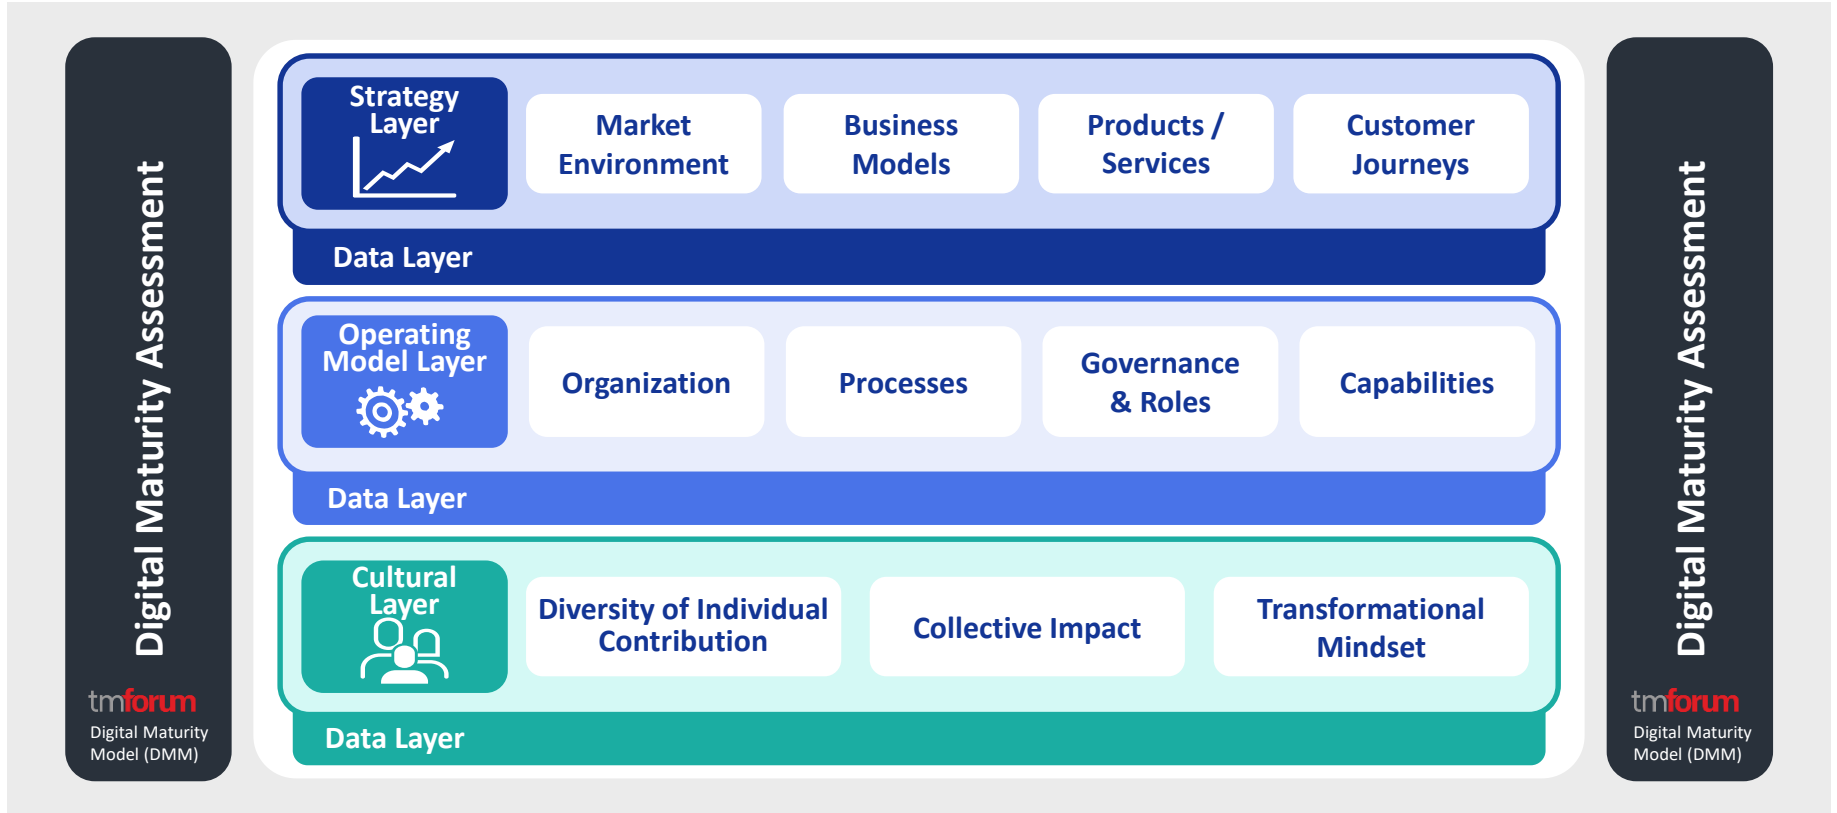 Digital Maturity Assessment
tmforum
Digital Maturity
Model (DMM)
Strategy
Layer
Market
Environment
Business
Models
Products /
Services
Customer
Journeys
Data Layer
Operating
Model Layer
Organization
Processes
Governance
& Roles
Capabilities
Data Layer
Cultural
Layer
Diversity of Individual
Contribution
Collective Impact
Transformational
Mindset
Data Layer
Digital Maturity Assessment
tmforum
Digital Maturity
Model (DMM)